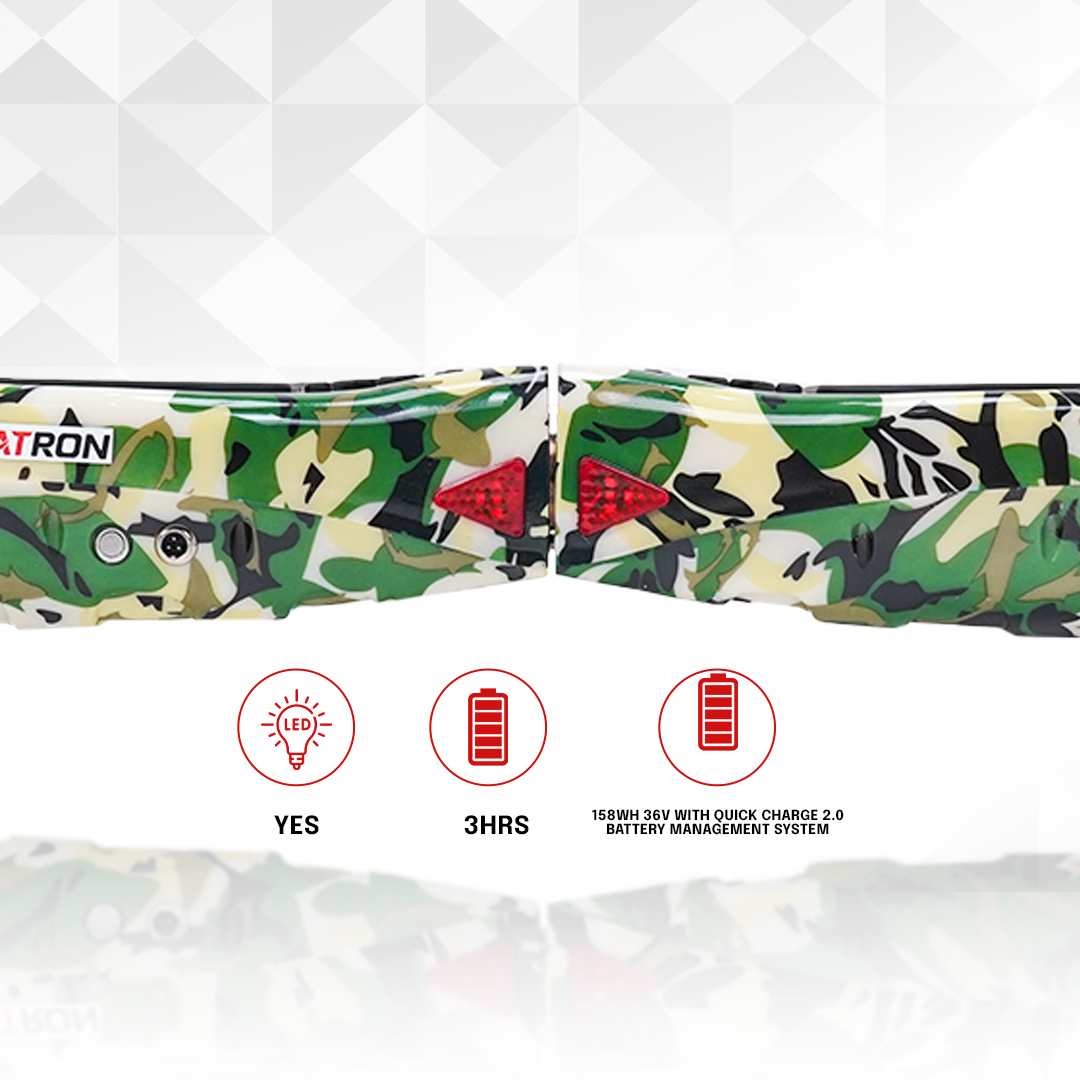 ATRON
LED
YES
3HRS
158WH 36V WITH QUICK CHARGE 2.0
BATTERY MANAGEMENT SYSTEM